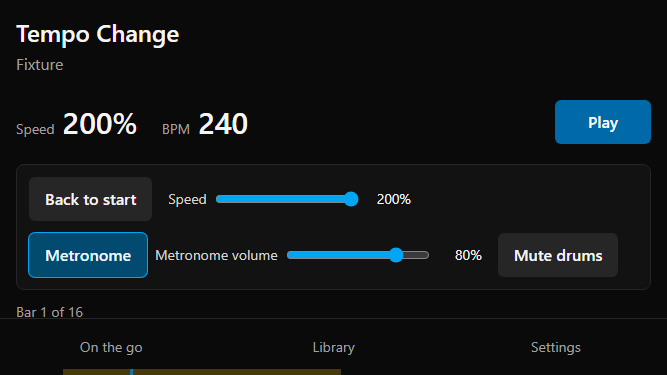 Tempo Change
Fixture
Speed 200% BPM 240 Play
Back to start Speed 200%
Metronome Metronome volume 80% Mute drums
Bar 1 of 16
On the go Library Settings